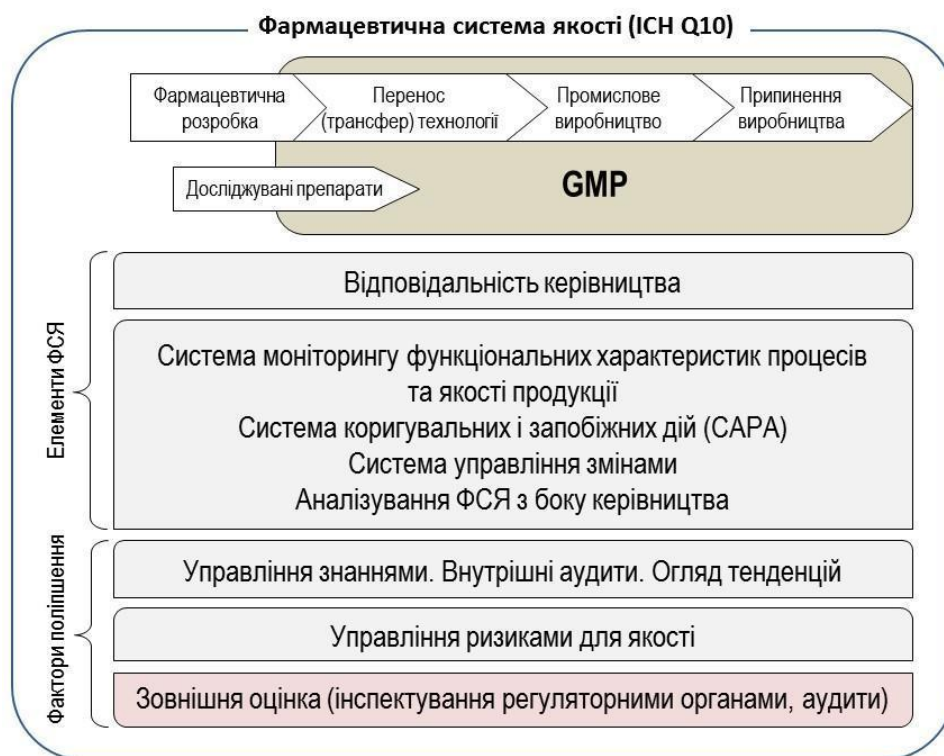 Фармацевтична система якості (ICH Q10)
Фармацевтична
розробка
Перенос
(трансфер) технології
Промислове
виробництво
Припинення
виробництва
Досліджувані препарати
GMP
Елементи ФСЯ
Відповідальність керівництва
Система моніторингу функціональних характеристик процесів
та якості продукції
Система коригувальних і запобіжних дій (САРА)
Система управління змінами
Аналізування ФСЯ з боку керівництва
Фактори поліпшення
Управління знаннями. Внутрішні аудити. Огляд тенденцій
Управління ризиками для якості
Зовнішня оцінка (інспектування регуляторними органами, аудити)